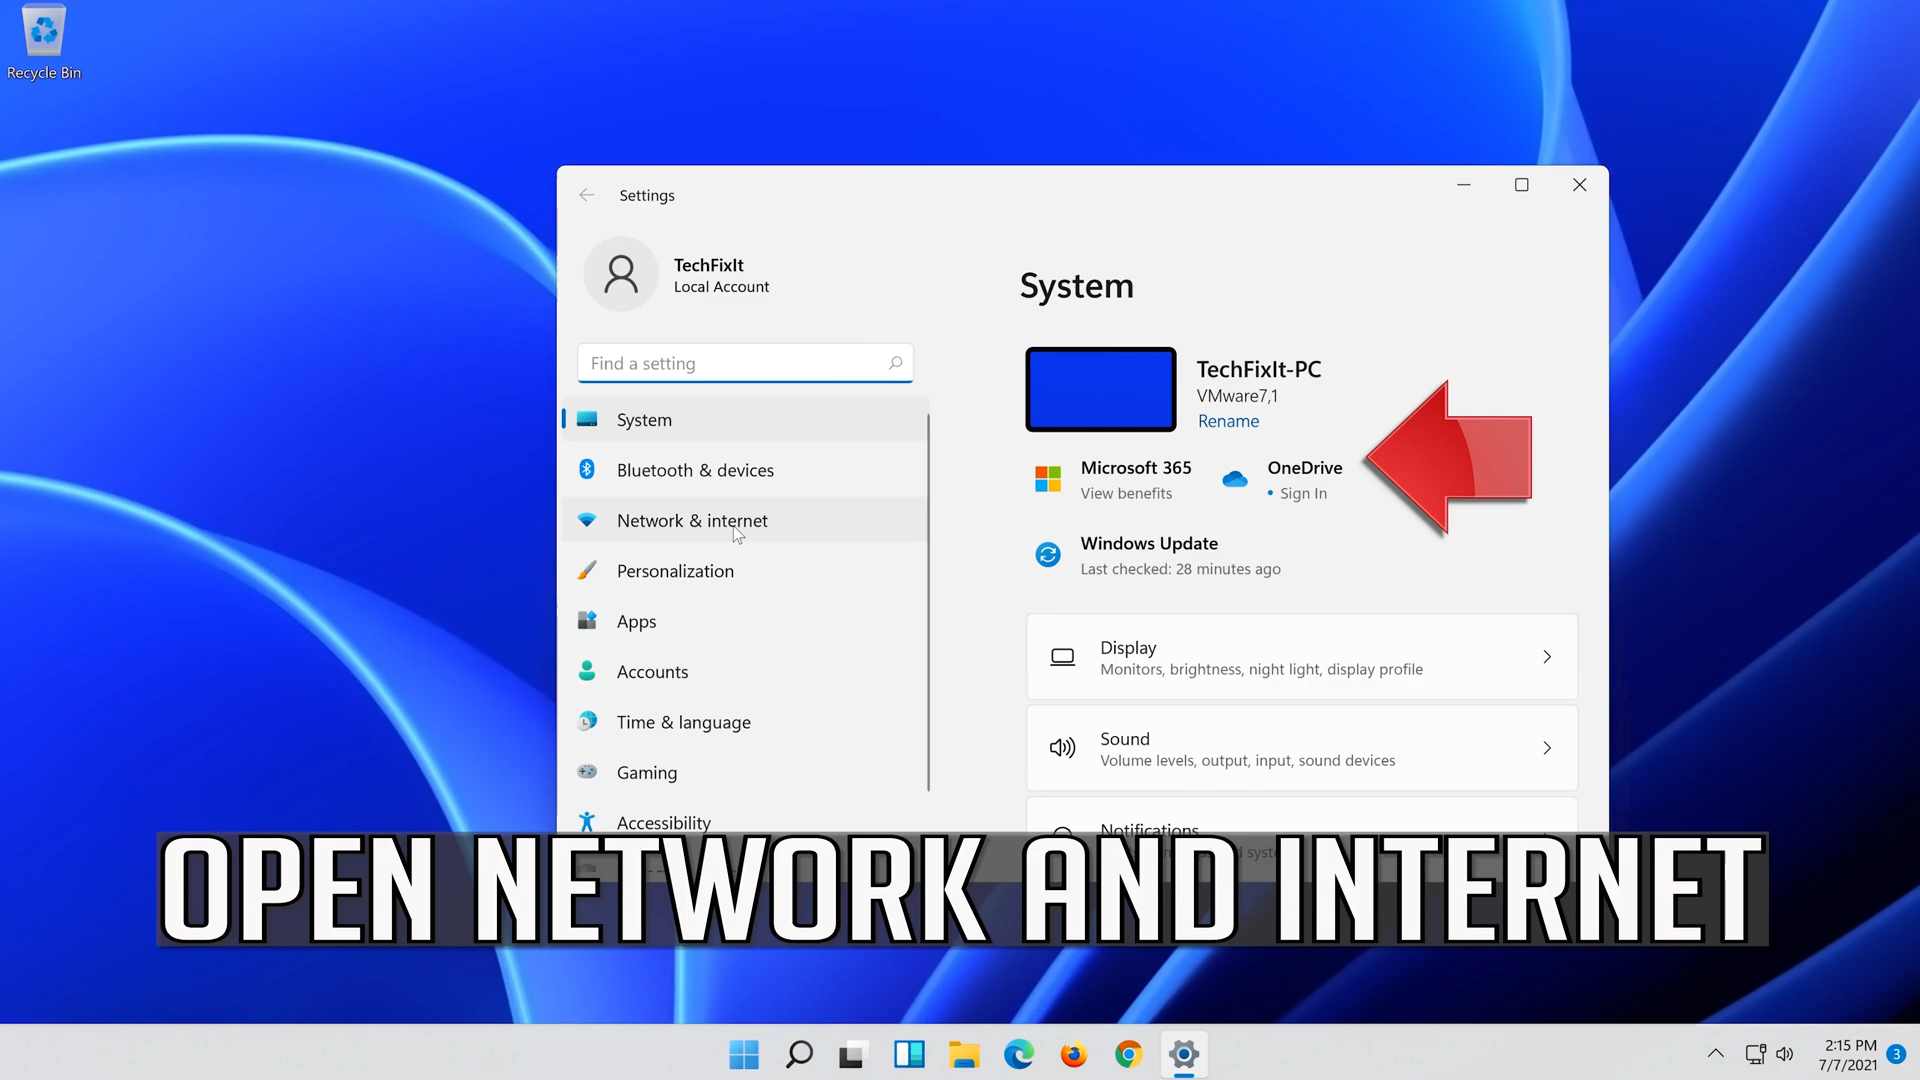 Recycle Bin
Settings
TechFixIt
Local Account
Find a setting
System
Bluetooth & devices
Network & internet
Personalization
Apps
Accounts
Time & language
Gaming
Accessibility
System
TechFixIt-PC
VMware7,1
Rename
Microsoft 365
View benefits
OneDrive
• Sign In
Windows Update
Last checked: 28 minutes ago
Display
Monitors, brightness, night light, display profile
Sound
Volume levels, output, input, sound devices
Notifications
OPEN NETWORK AND INTERNET
2:15 PM
7/7/2021
3